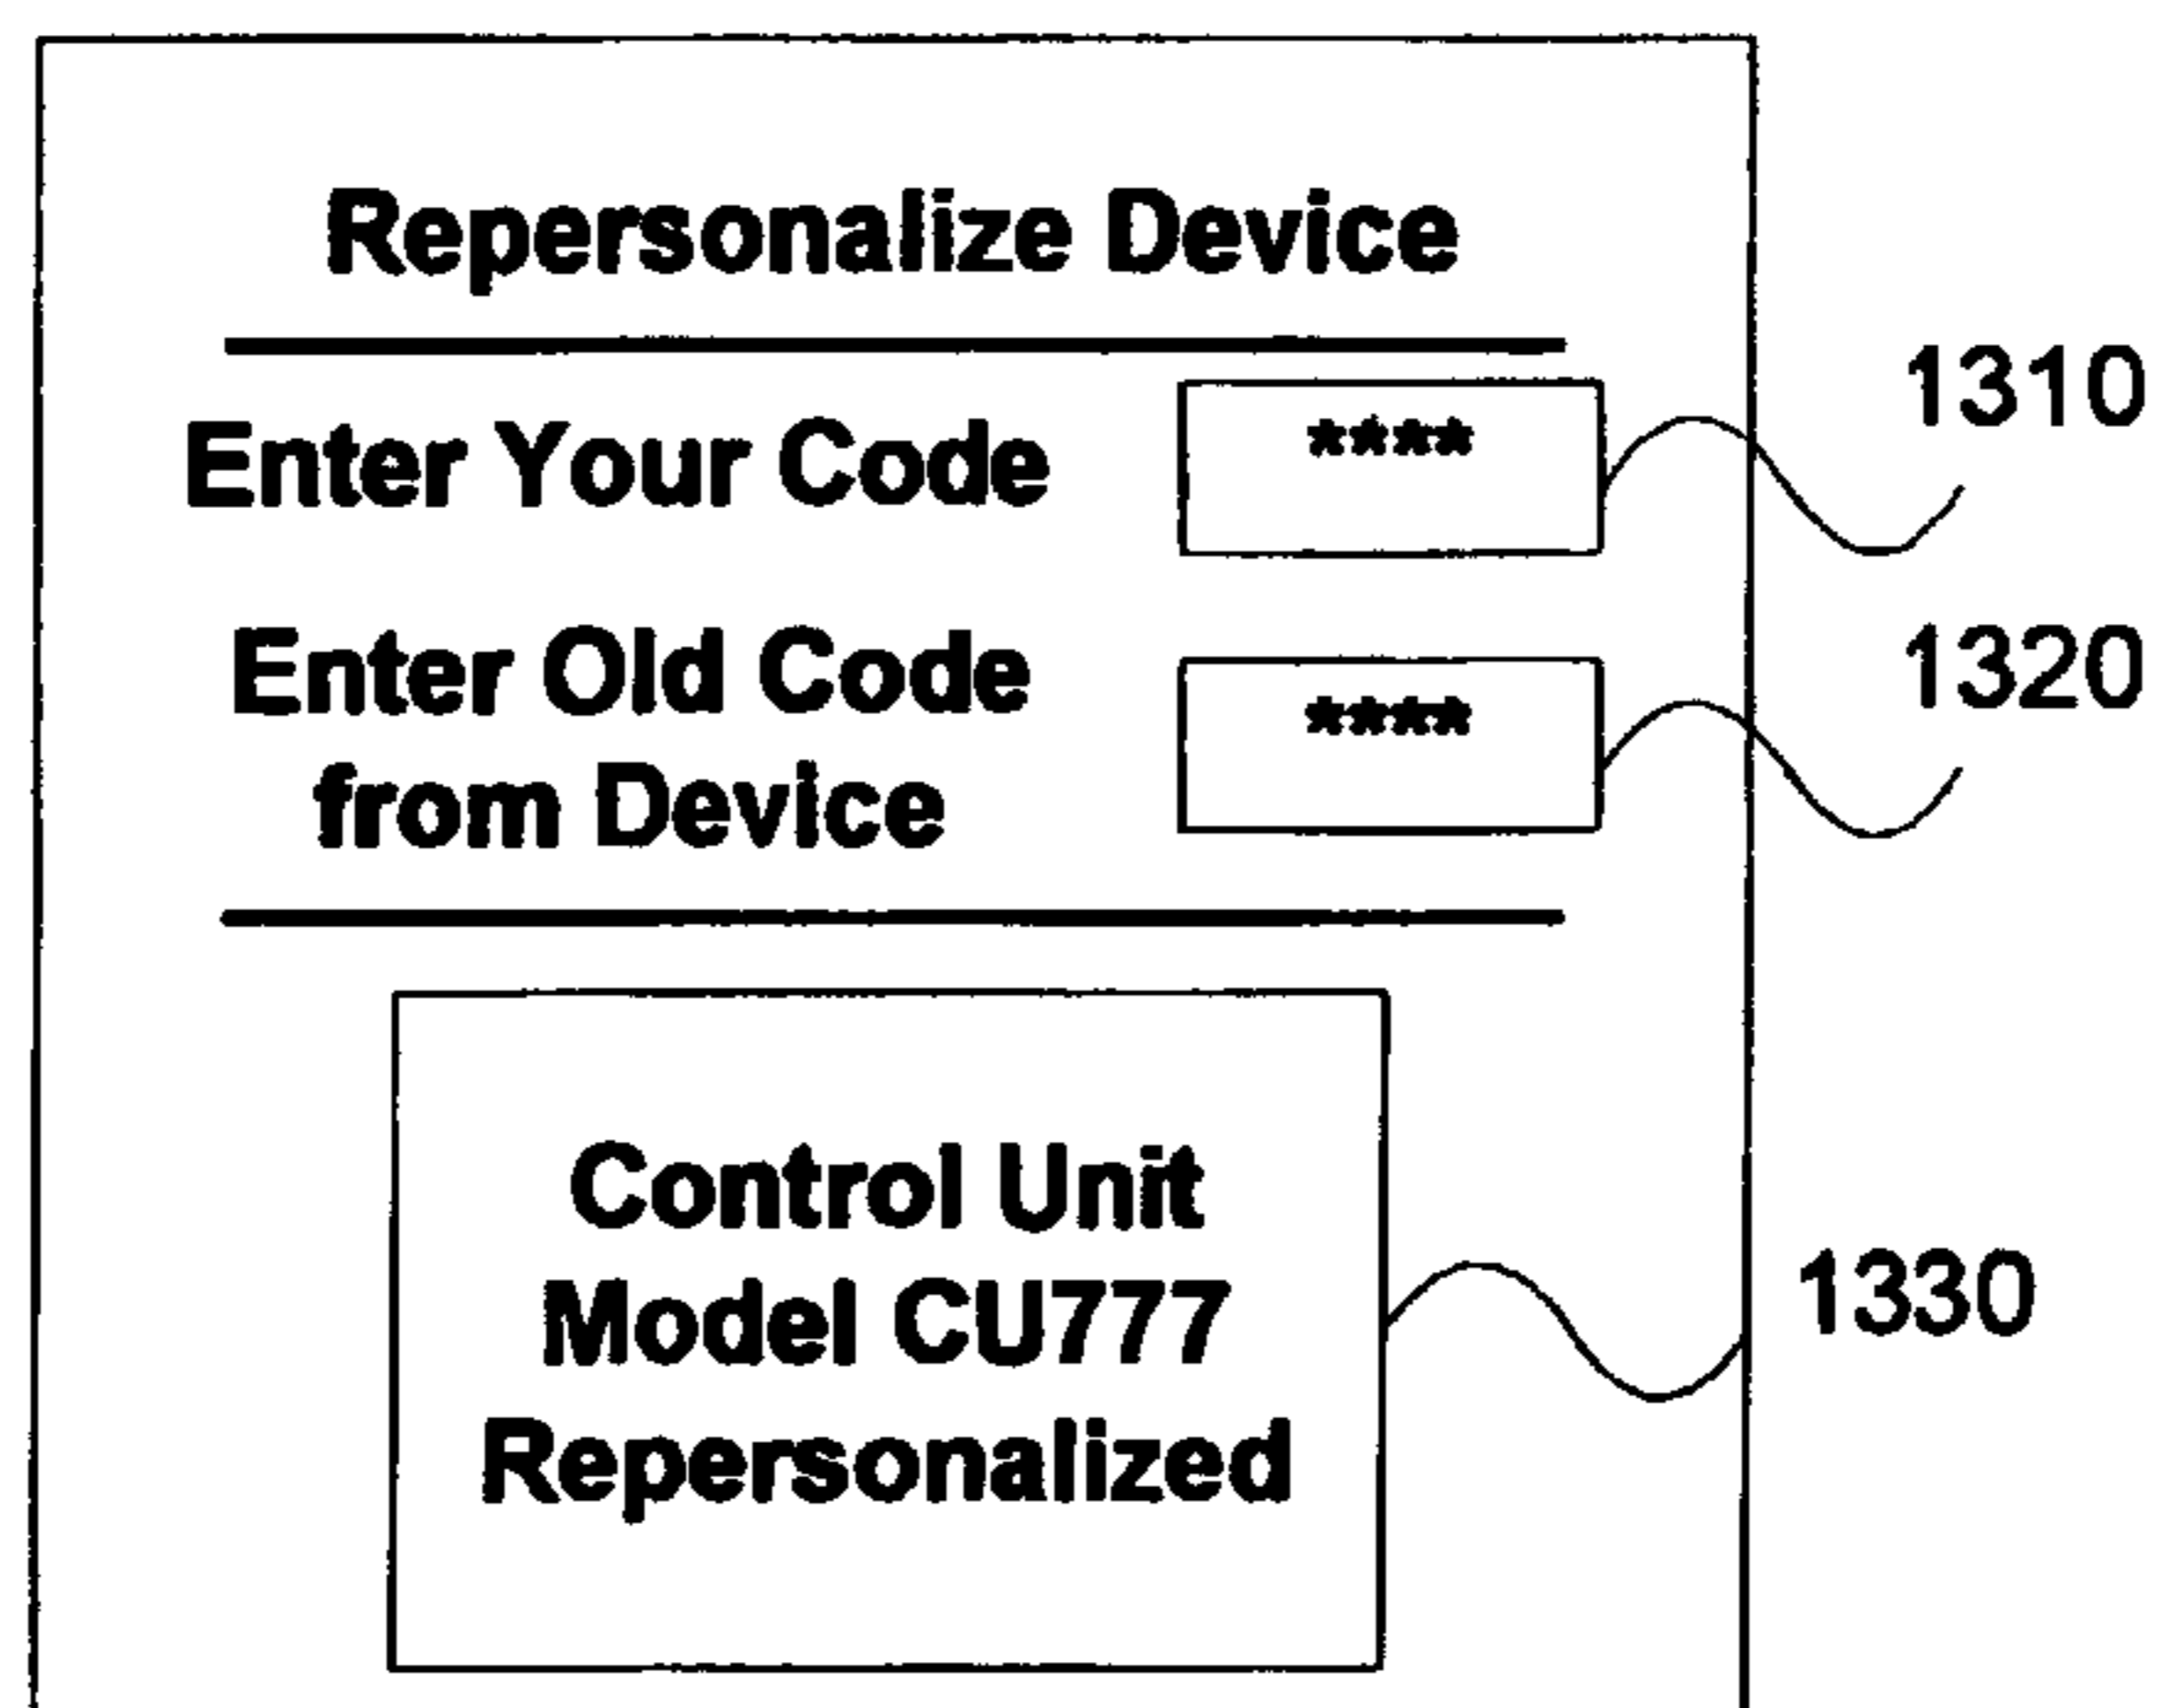 Repersonalize Device
Enter Your Code
****
1310
Enter Old Code
from Device
****
1320
Control Unit
Model CU777
Repersonalized
1330